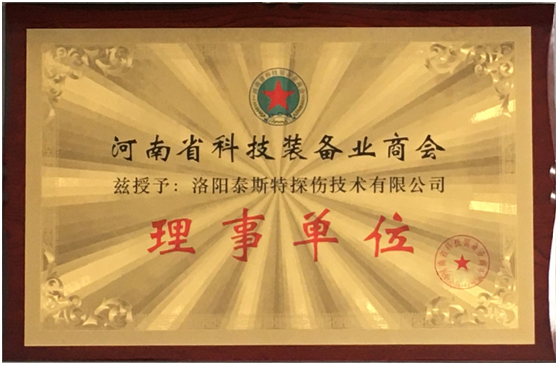 河南省科技装备业商会
兹授予：洛阳泰斯特探伤技术有限公司
理事单位